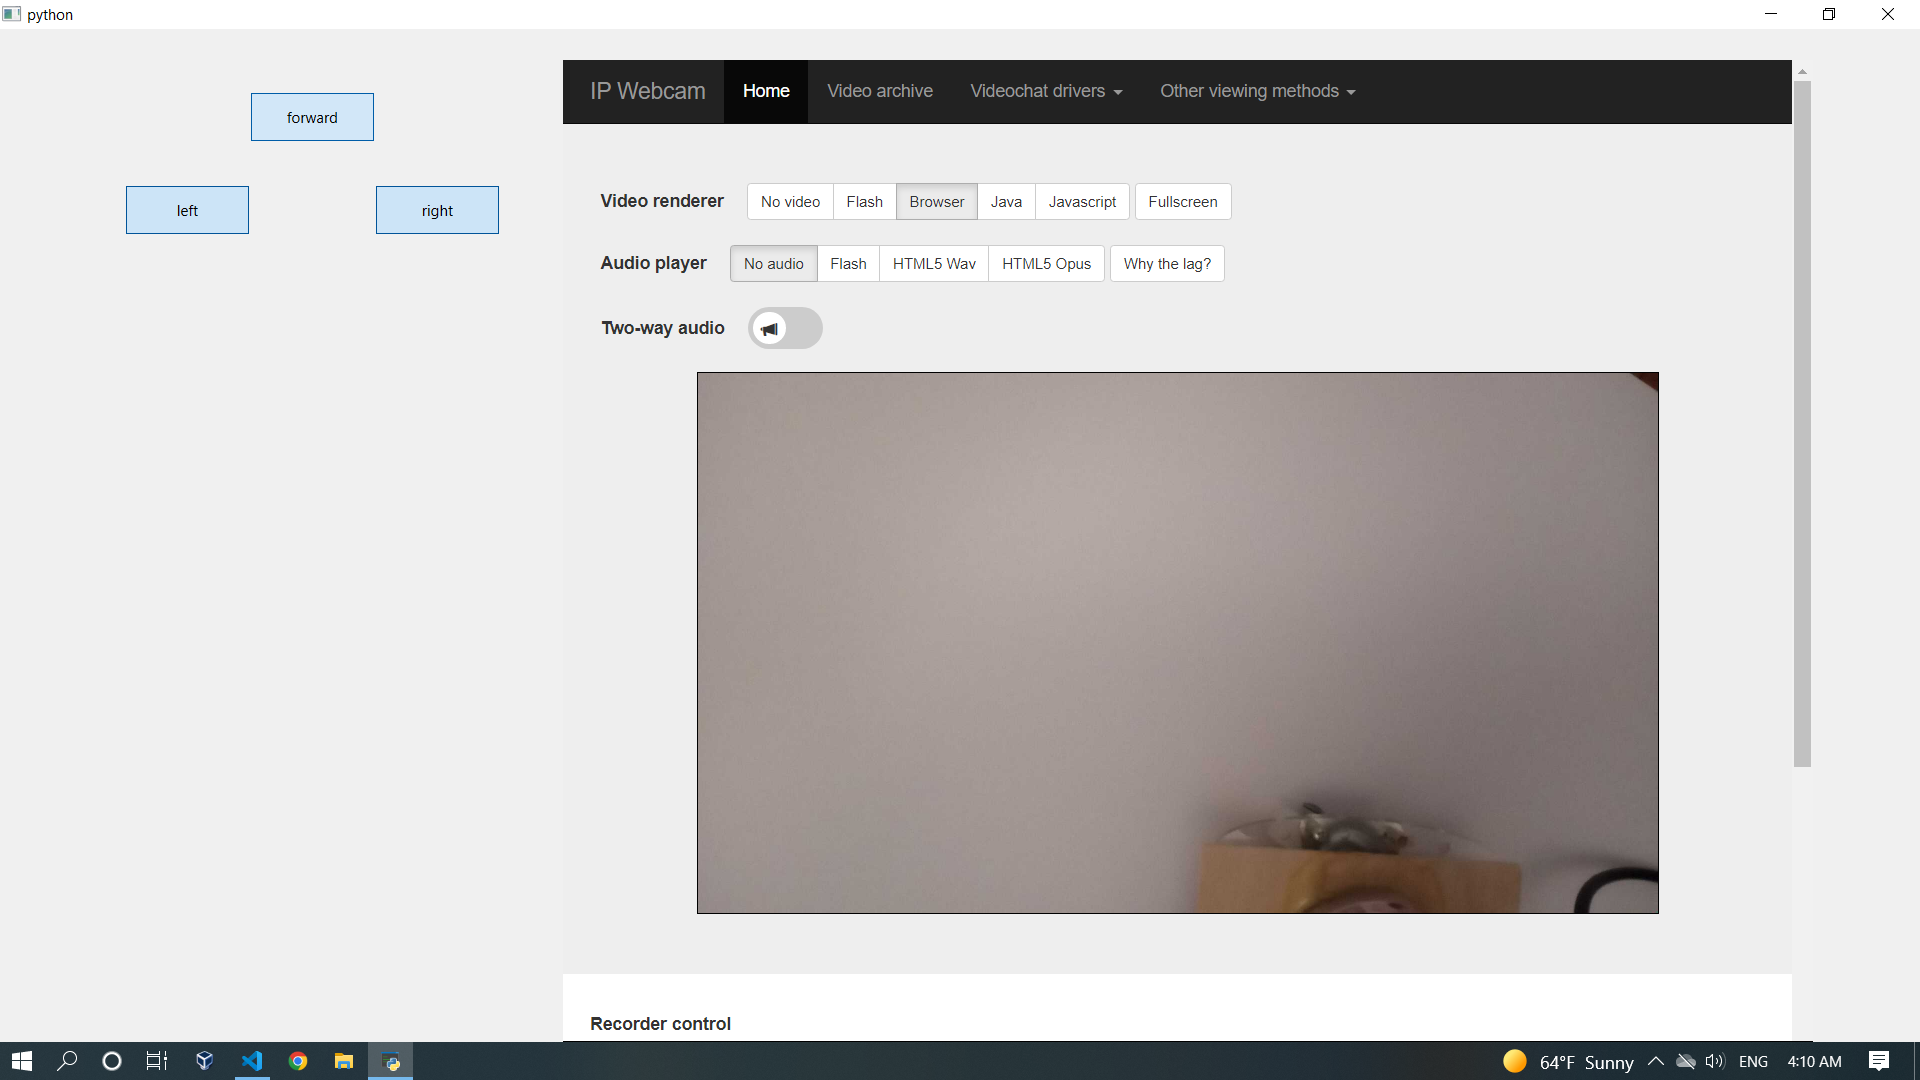 python
forward
left
right
IP Webcam Home Video archive Videochat drivers Other viewing methods
Video renderer No video Flash Browser Java Javascript Fullscreen
Audio player No audio Flash HTML5 Wav HTML5 Opus Why the lag?
Two-way audio
Recorder control
64°F Sunny ENG 4:10 AM